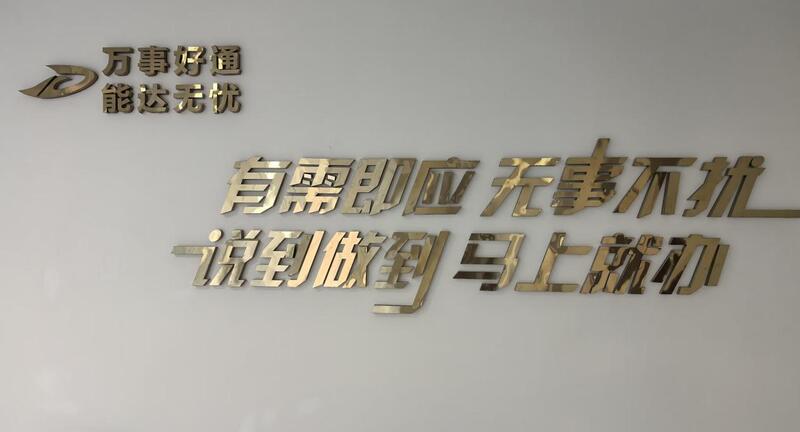 万事好通
能达无忧
有需即应 无事不扰
说到做到 马上就办